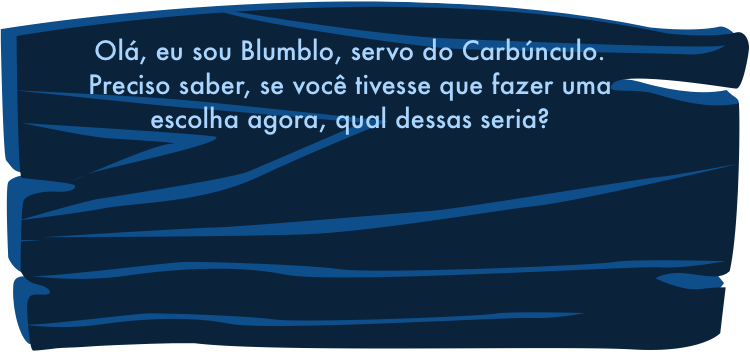 Olá, eu sou Blumblo, servo do Carbúnculo.
Preciso saber, se você tivesse que fazer uma
escolha agora, qual dessas seria?